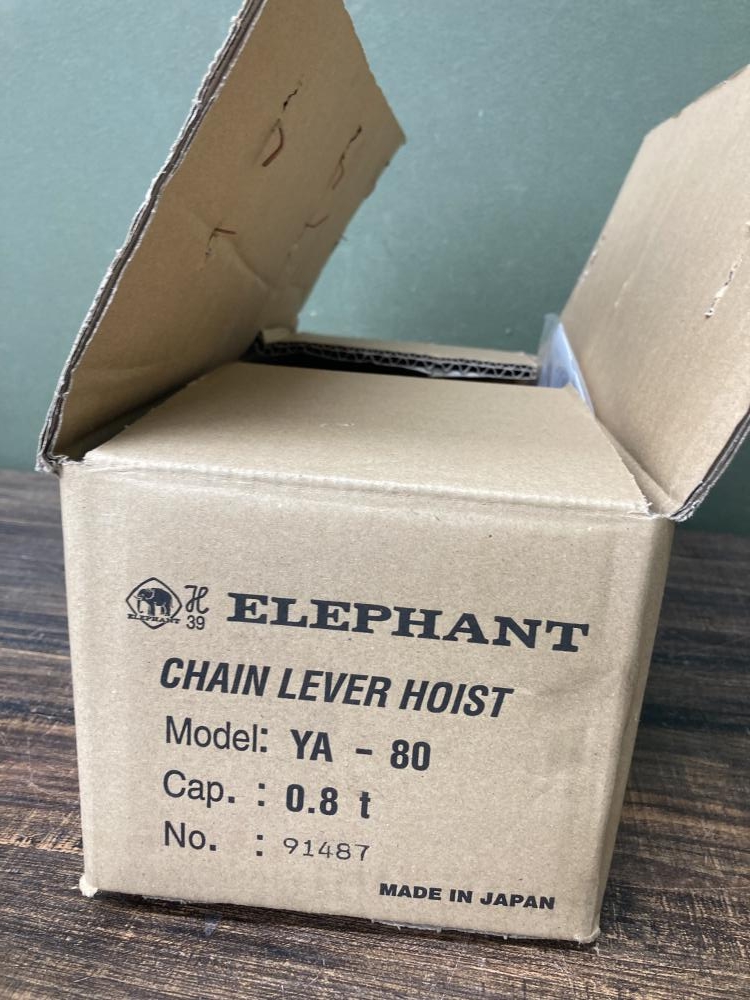 ELEPHANT H 39 ELEPHANT
CHAIN LEVER HOIST
Model: YA - 80
Cap. : 0.8 t
No. : 91487
MADE IN JAPAN